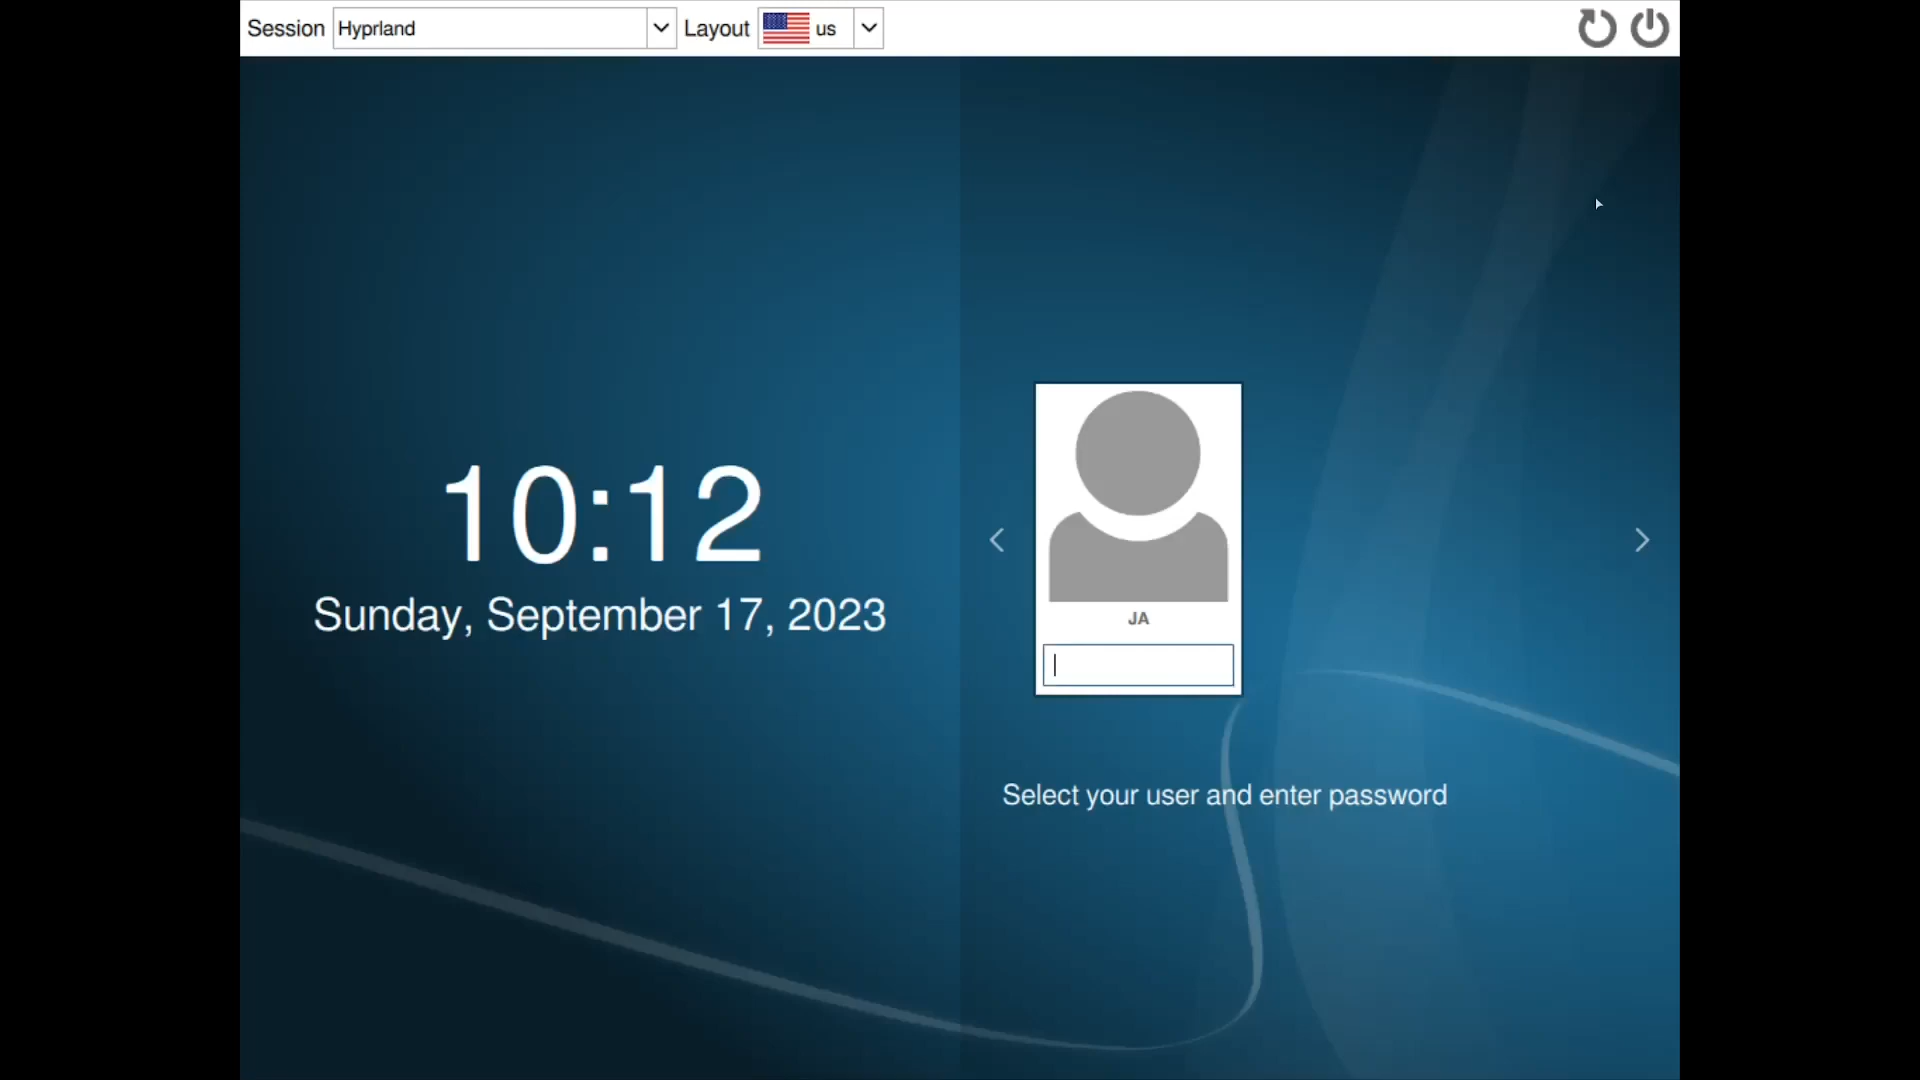 Session Hyprland Layout us
10:12
Sunday, September 17, 2023
JA
Select your user and enter password